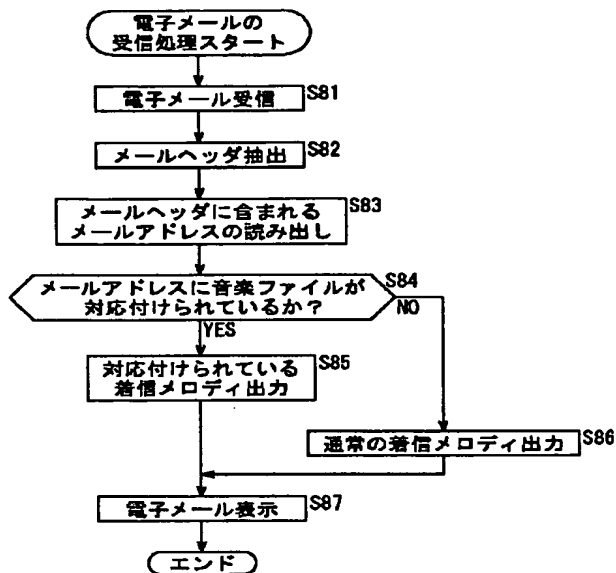 電子メールの
受信処理スタート
電子メール受信
S81
メールヘッダ抽出
S82
メールヘッダに含まれる
メールアドレスの読み出し
S83
メールアドレスに音楽ファイルが
対応付けられているか?
S84
NO
YES
対応付けられている
着信メロディ出力
S85
通常の着信メロディ出力
S86
電子メール表示
S87
エンド